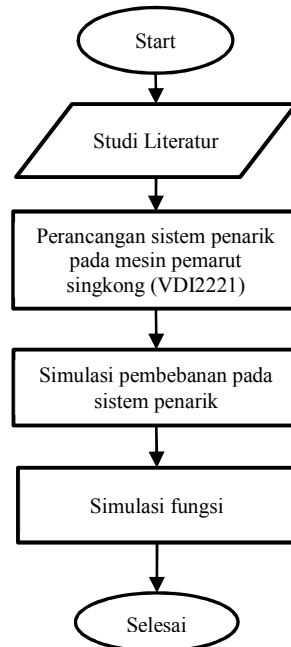 Start
Studi Literatur
Perancangan sistem penarik
pada mesin pemarut
singkong (VDI2221)
Simulasi pembebanan pada
sistem penarik
Simulasi fungsi
Selesai